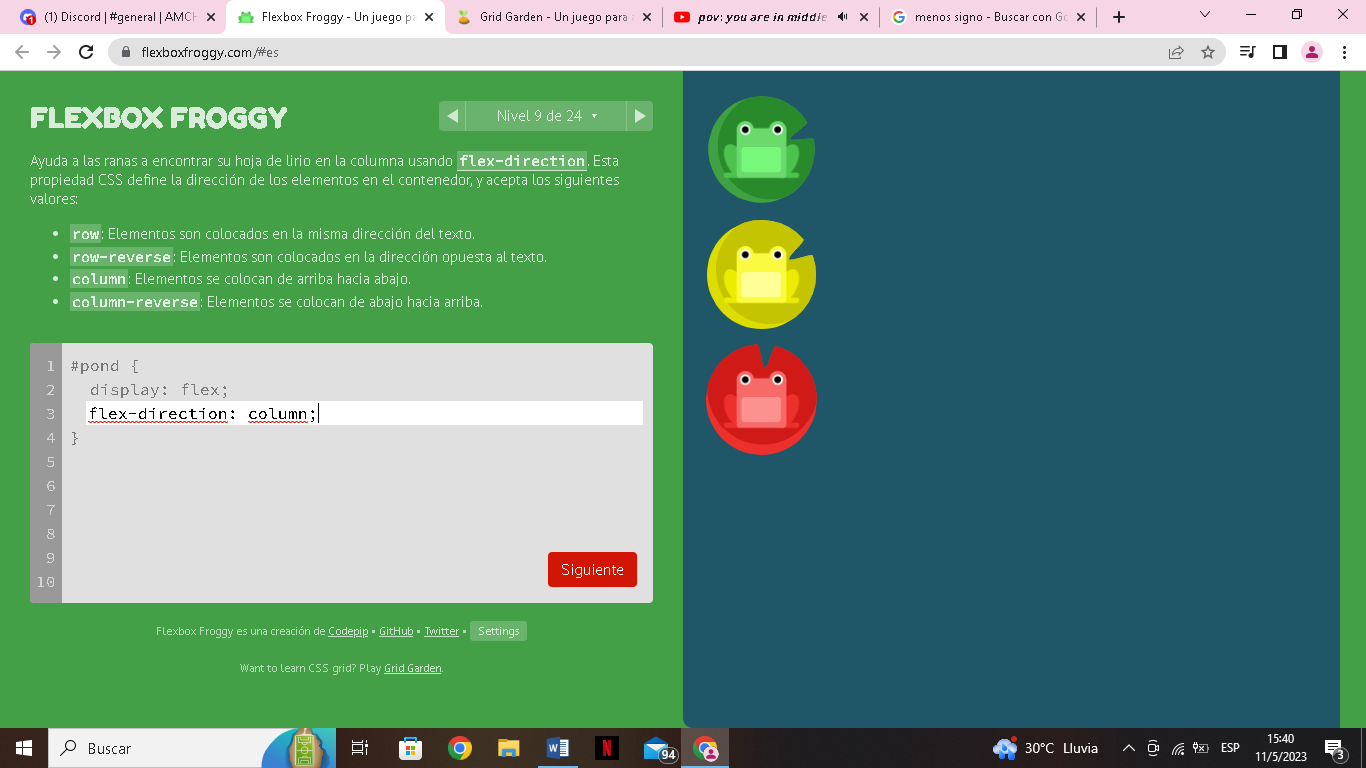 (1) Discord | #general | AMCH
Flexbox Froggy - Un juego pa
Grid Garden - Un juego para
pov: you are in middle
menos signo - Buscar con Go
flexboxfroggy.com/#es
FLEXBOX FROGGY
Nivel 9 de 24 ▾
Ayuda a las ranas a encontrar su hoja de lirio en la columna usando flex-direction. Esta
propiedad CSS define la dirección de los elementos en el contenedor, y acepta los siguientes
valores:
• row: Elementos son colocados en la misma dirección del texto.
• row-reverse: Elementos son colocados en la dirección opuesta al texto.
• column: Elementos se colocan de arriba hacia abajo.
• column-reverse: Elementos se colocan de abajo hacia arriba.
1 #pond {
2 display: flex;
3 flex-direction: column;
4 }
5
6
7
8
9
10
Siguiente
Flexbox Froggy es una creación de Codepip • GitHub • Twitter • Settings
Want to learn CSS grid? Play Grid Garden.
Buscar
W
N
94
30°C Lluvia
ESP
15:40
11/5/2023
3